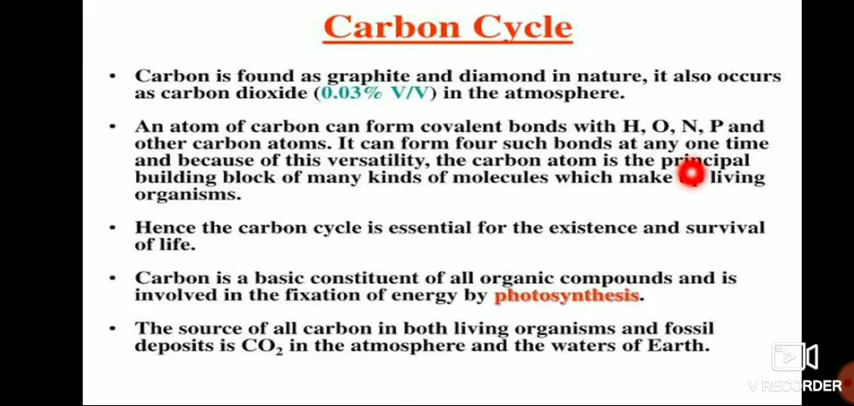 Carbon Cycle
• Carbon is found as graphite and diamond in nature, it also occurs
as carbon dioxide (0.03% V/V) in the atmosphere.
• An atom of carbon can form covalent bonds with H, O, N, P and
other carbon atoms. It can form four such bonds at any one time
and because of this versatility, the carbon atom is the principal
building block of many kinds of molecules which make living
organisms.
• Hence the carbon cycle is essential for the existence and survival
of life.
• Carbon is a basic constituent of all organic compounds and is
involved in the fixation of energy by photosynthesis.
• The source of all carbon in both living organisms and fossil
deposits is CO₂ in the atmosphere and the waters of Earth.
V RECORDER